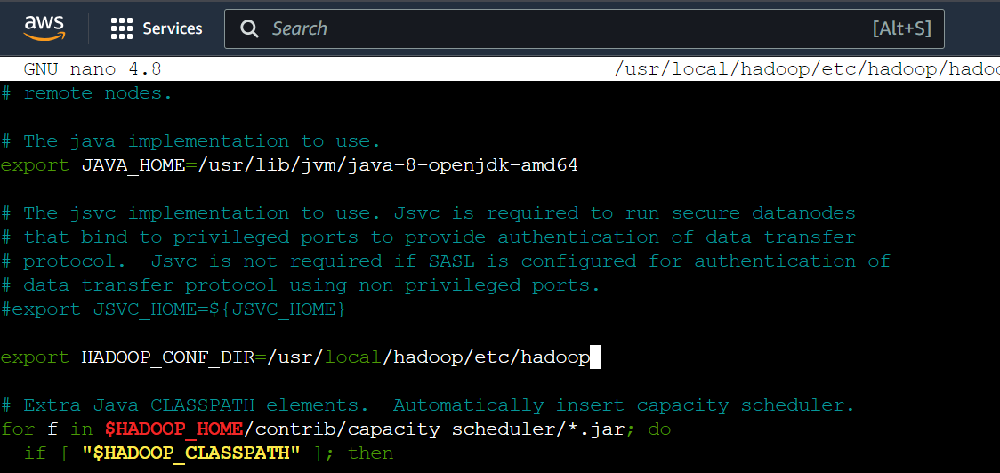 aws Services Search [Alt+S]
GNU nano 4.8 /usr/local/hadoop/etc/hadoop/hadoo
# remote nodes.
# The java implementation to use.
export JAVA_HOME=/usr/lib/jvm/java-8-openjdk-amd64
# The jsvc implementation to use. Jsvc is required to run secure datanodes
# that bind to privileged ports to provide authentication of data transfer
# protocol.  Jsvc is not required if SASL is configured for authentication of
# data transfer protocol using non-privileged ports.
#export JSVC_HOME=${JSVC_HOME}
export HADOOP_CONF_DIR=/usr/local/hadoop/etc/hadoop
# Extra Java CLASSPATH elements.  Automatically insert capacity-scheduler.
for f in $HADOOP_HOME/contrib/capacity-scheduler/*.jar; do
  if [ "$HADOOP_CLASSPATH" ]; then